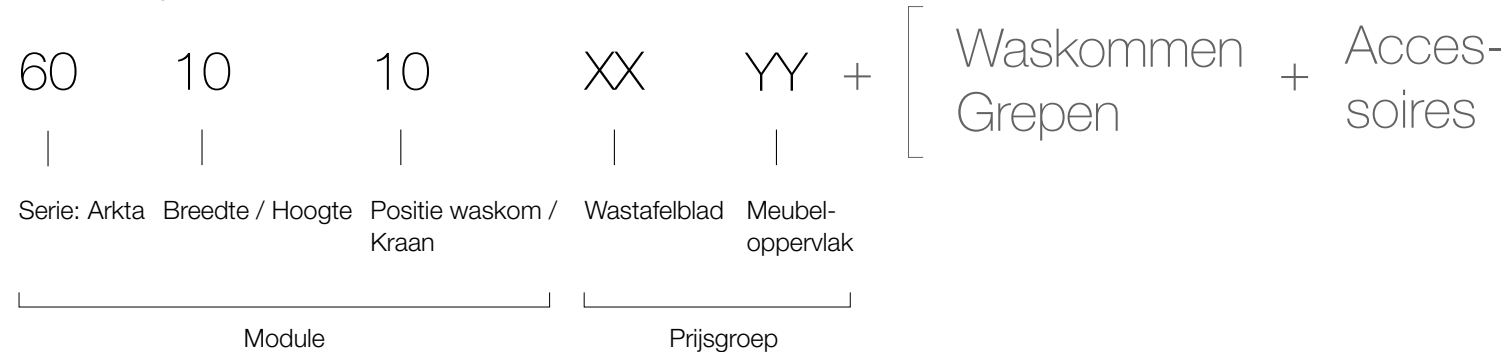 60 10 10 XX YY + Waskommen + Acces-
Grepen soires
Serie: Arkta Breedte / Hoogte Positie waskom / Wastafelblad Meubel-
Kraan oppervlak
Module Prijsgroep